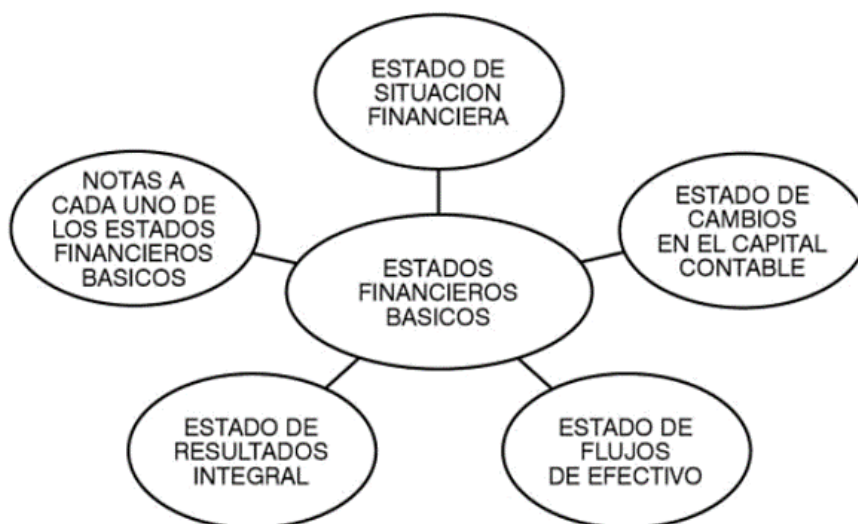 ESTADO DE
SITUACION
FINANCIERA
NOTAS A
CADA UNO DE
LOS ESTADOS
FINANCIEROS
BASICOS
ESTADO DE
CAMBIOS
EN EL CAPITAL
CONTABLE
ESTADOS
FINANCIEROS
BASICOS
ESTADO DE
RESULTADOS
INTEGRAL
ESTADO DE
FLUJOS
DE EFECTIVO